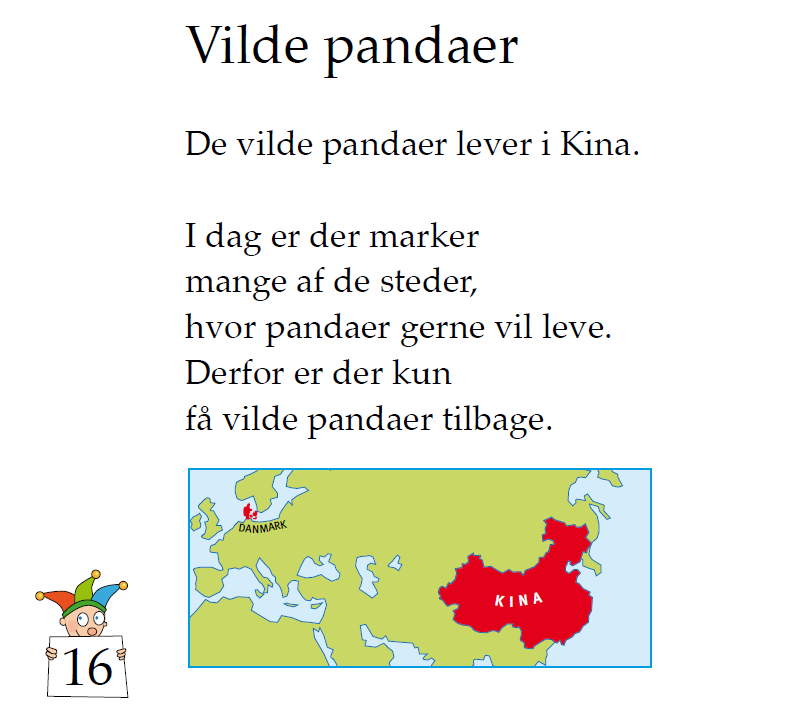 Vilde pandaer
De vilde pandaer lever i Kina.
I dag er der marker
mange af de steder,
hvor pandaer gerne vil leve.
Derfor er der kun
få vilde pandaer tilbage.
DANMARK
KINA
16